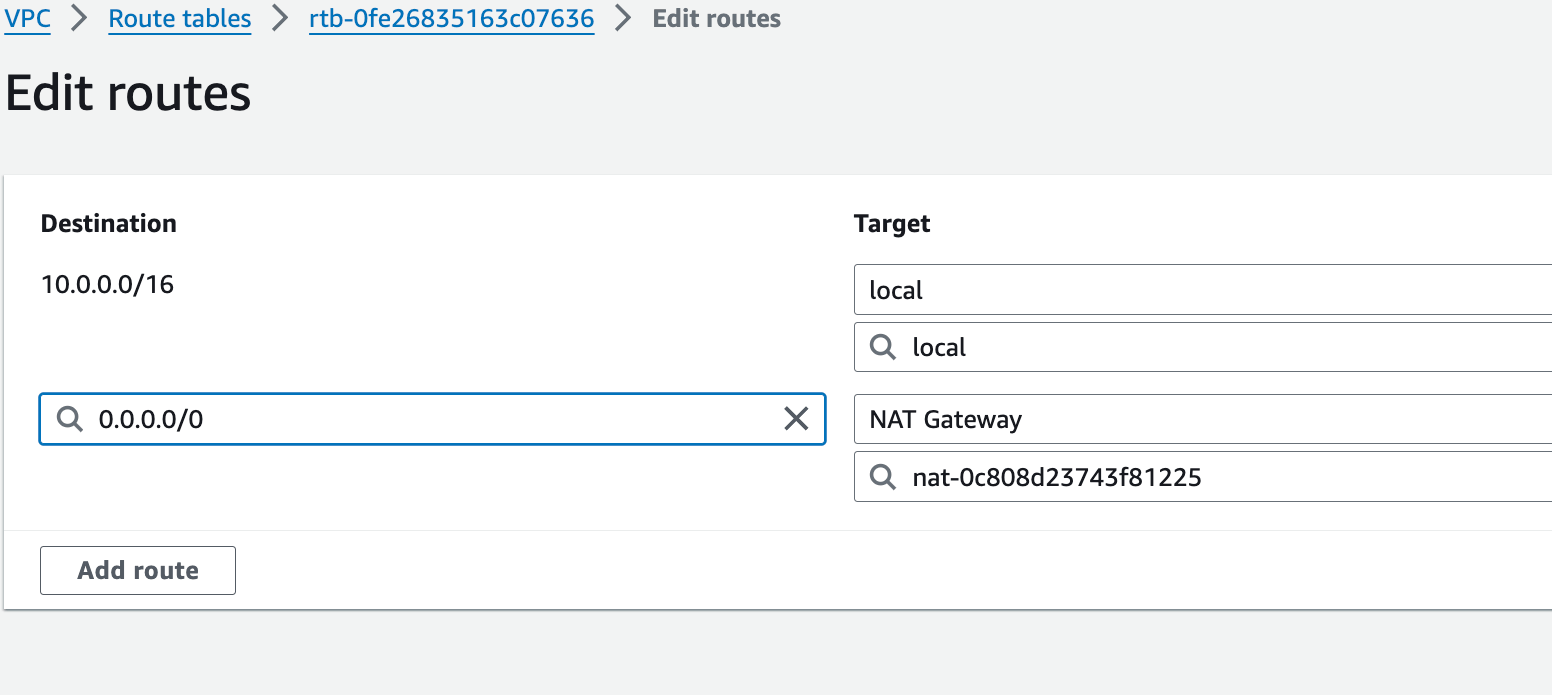 VPC > Route tables > rtb-0fe26835163c07636 > Edit routes
Edit routes
Destination Target
10.0.0.0/16 local
local
0.0.0.0/0 NAT Gateway
nat-0c808d23743f81225
Add route